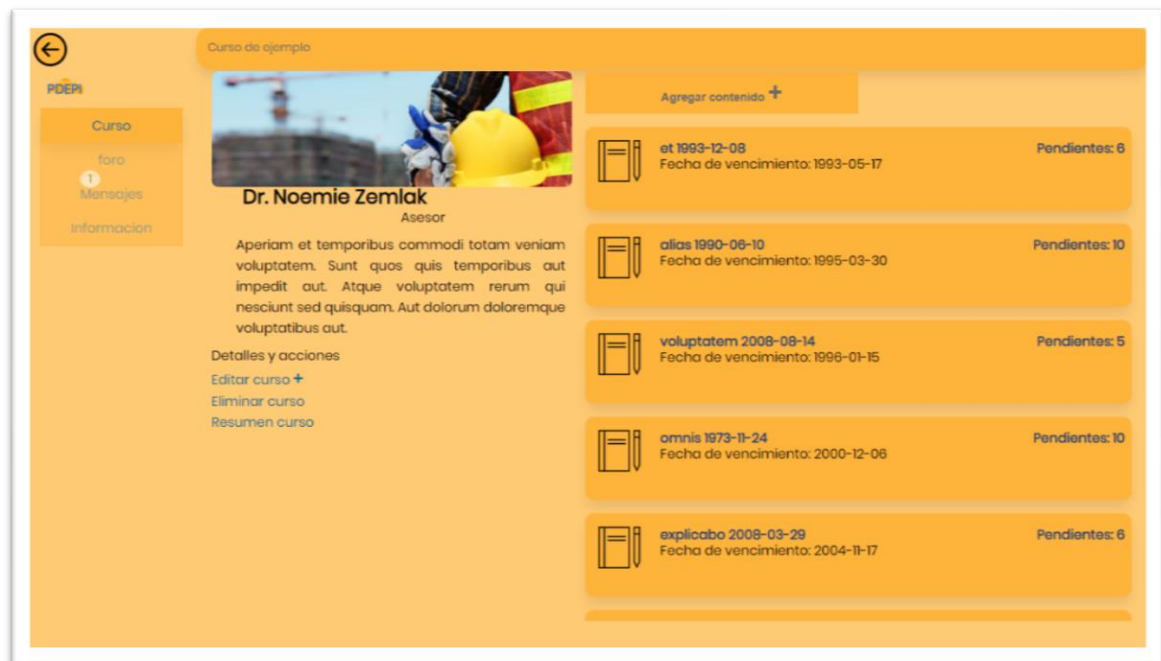 Curso de ejemplo
PDEPI
Curso
foro
1
Mensajes
Informacion
Dr. Noemie Zemlak
Asesor
Aperiam et temporibus commodi totam veniam
voluptatem. Sunt quos quis temporibus aut
impedit aut. Atque voluptatem rerum qui
nesciunt sed quisquam. Aut dolorum doloremque
voluptatibus aut.
Detalles y acciones
Editar curso +
Eliminar curso
Resumen curso
Agregar contenido +
et 1993-12-08
Pendientes: 6
Fecha de vencimiento: 1993-05-17
alias 1990-06-10
Pendientes: 10
Fecha de vencimiento: 1995-03-30
voluptatem 2008-08-14
Pendientes: 5
Fecha de vencimiento: 1996-01-15
omnis 1973-11-24
Pendientes: 10
Fecha de vencimiento: 2000-12-06
explicabo 2008-03-29
Pendientes: 6
Fecha de vencimiento: 2004-11-17